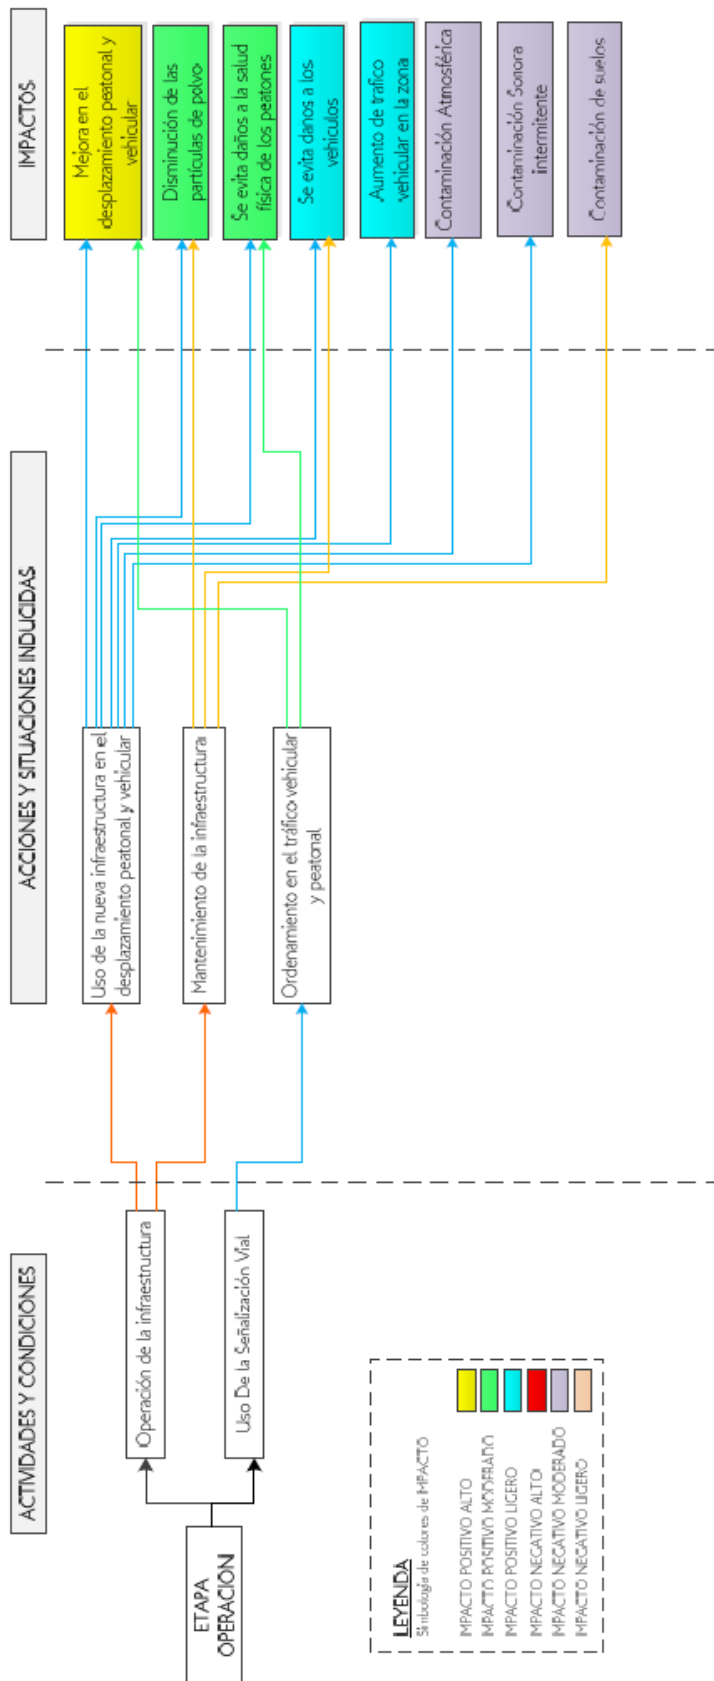 ACTIVIDADES Y CONDICIONES
ACCIONES Y SITUACIONES INDUCIDAS
IMPACTOS
ETAPA
OPERACIÓN
Operación de la infraestructura
Uso De la Señalización Vial
Uso de la nueva infraestructura en el
desplazamiento peatonal y vehicular
Mantenimiento de la infraestructura
Ordenamiento en el tráfico vehicular
y peatonal
Mejora en el
desplazamiento peatonal y
vehicular
Disminución de las
partículas de polvo
Se evita daños a la salud
física de los peatones
Se evita danos a los
vehículos
Aumento de trafico
vehicular en la zona
Contaminación Atmosférica
Contaminación Sonora
intermitente
Contaminación de suelos
LEYENDA
Simbología de colores de IMPACTO
IMPACTO POSITIVO ALTO
IMPACTO POSITIVO MODERADO
IMPACTO POSITIVO LIGERO
IMPACTO NEGATIVO ALTO
IMPACTO NEGATIVO MODERADO
IMPACTO NEGATIVO LIGERO